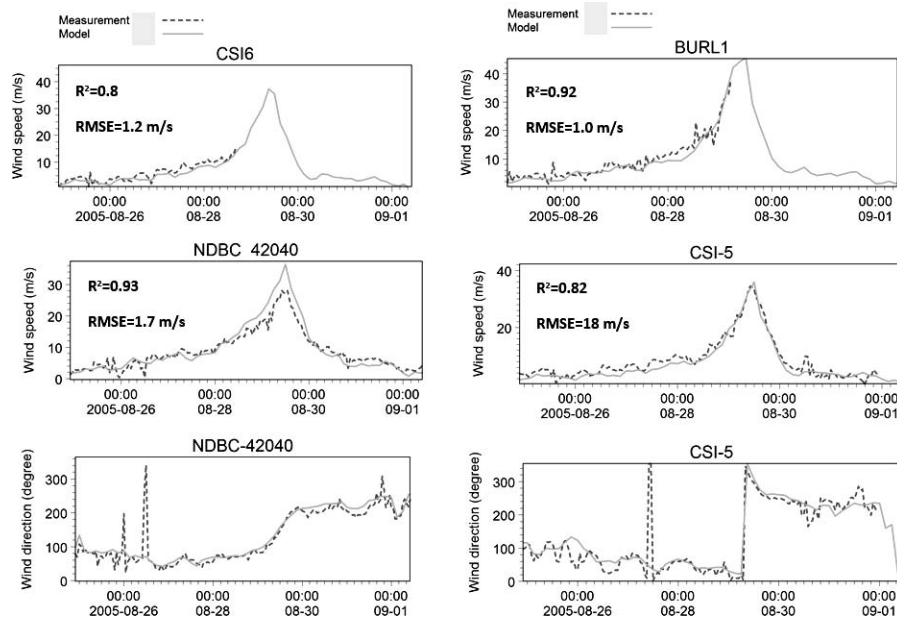 Measurement
Model
CSI6
Wind speed (m/s)
40
30
20
10
R²=0.8
RMSE=1.2 m/s
00:00 00:00 00:00 00:00
2005-08-26 08-28 08-30 09-01
Measurement
Model
BURL1
Wind speed (m/s)
40
30
20
10
R²=0.92
RMSE=1.0 m/s
00:00 00:00 00:00 00:00
2005-08-26 08-28 08-30 09-01
NDBC 42040
Wind speed (m/s)
30
20
10
0
R²=0.93
RMSE=1.7 m/s
00:00 00:00 00:00 00:00
2005-08-26 08-28 08-30 09-01
CSI-5
Wind speed (m/s)
40
20
R²=0.82
RMSE=18 m/s
00:00 00:00 00:00 00:00
2005-08-26 08-28 08-30 09-01
NDBC-42040
Wind direction (degree)
300
200
100
0
00:00 00:00 00:00 00:00
2005-08-26 08-28 08-30 09-01
CSI-5
Wind direction (degree)
300
200
100
0
00:00 00:00 00:00 00:00
2005-08-26 08-28 08-30 09-01